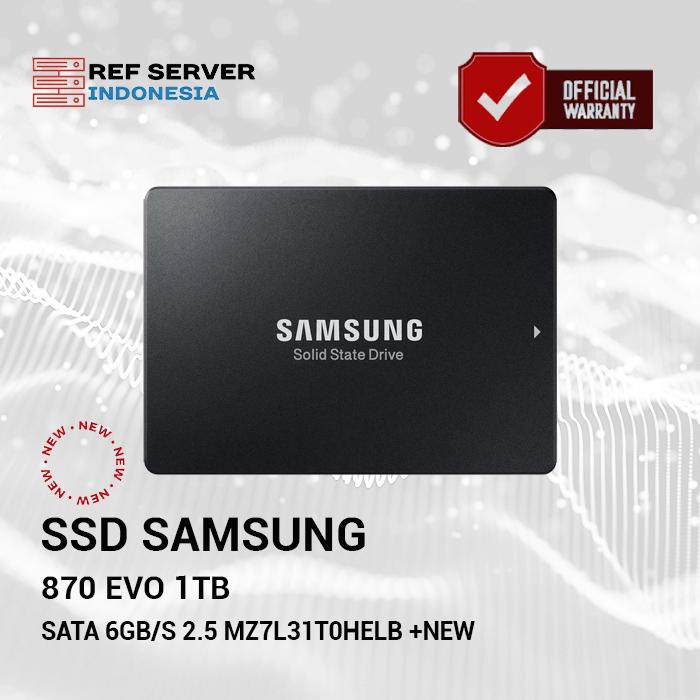 REF SERVER
INDONESIA
OFFICIAL
WARRANTY
SAMSUNG
Solid State Drive
NEW • NEW • NEW • NEW • NEW •
SSD SAMSUNG
870 EVO 1TB
SATA 6GB/S 2.5 MZ7L31T0HELB +NEW